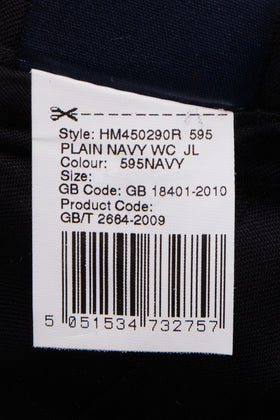 Style: HM450290R 595
PLAIN NAVY WC JL
Colour: 595NAVY
Size:
GB Code: GB 18401-2010
Product Code:
GB/T 2664-2009
5 051534 732757